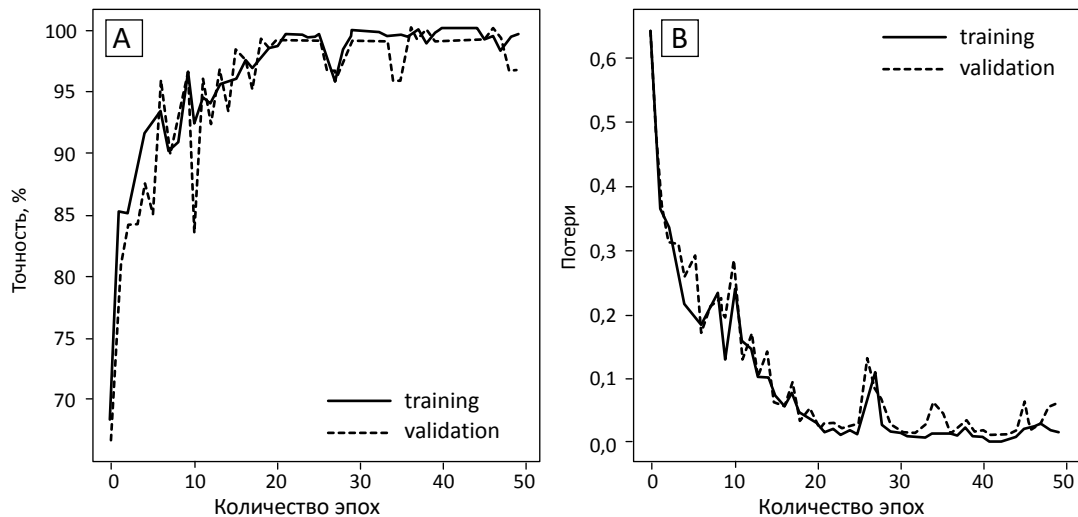 A
100
95
90
85
80
75
70
Точность, %
training
validation
0 10 20 30 40 50
Количество эпох
B
training
validation
0,6
0,5
0,4
0,3
0,2
0,1
0,0
Потери
0 10 20 30 40 50
Количество эпох